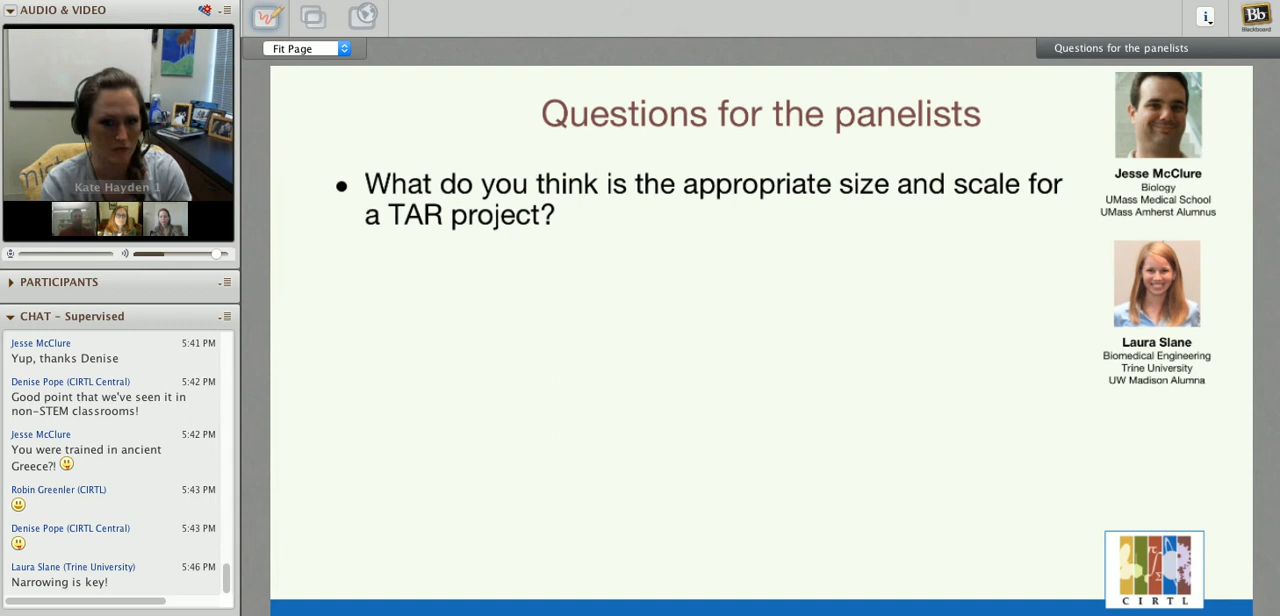 AUDIO & VIDEO
Kate Hayden 1
PARTICIPANTS
CHAT - Supervised
Jesse McClure 5:41 PM
Yup, thanks Denise
Denise Pope (CIRTL Central) 5:42 PM
Good point that we've seen it in
non-STEM classrooms!
Jesse McClure 5:42 PM
You were trained in ancient
Greece?!
Robin Greenler (CIRTL) 5:43 PM
Denise Pope (CIRTL Central) 5:43 PM
Laura Slane (Trine University) 5:46 PM
Narrowing is key!
Fit Page
i
Bb
Blackboard
Questions for the panelists
Questions for the panelists
• What do you think is the appropriate size and scale for
a TAR project?
Jesse McClure
Biology
UMass Medical School
UMass Amherst Alumnus
Laura Slane
Biomedical Engineering
Trine University
UW Madison Alumna
CIRTL